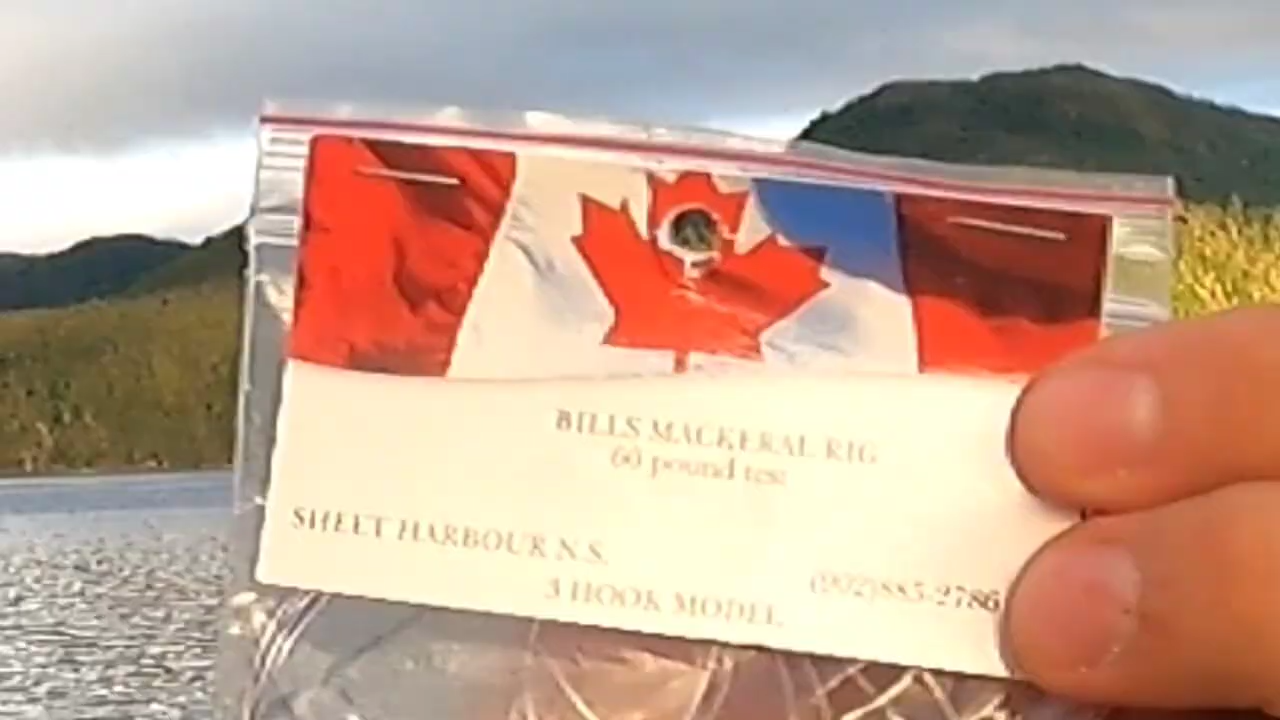 BILLS MACKERAL RIG
60 pound test
SHEET HARBOUR N.S.
3 HOOK MODEL
(902)885-2786